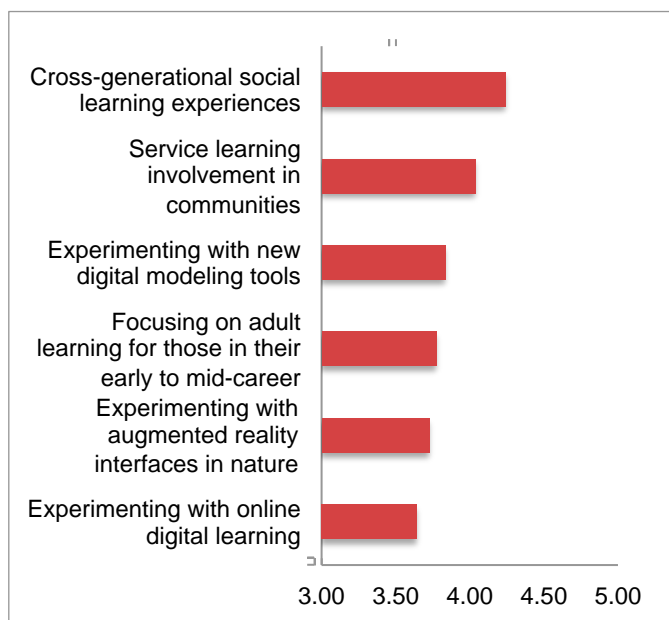 Cross-generational social
learning experiences
Service learning
involvement in
communities
Experimenting with new
digital modeling tools
Focusing on adult
learning for those in their
early to mid-career
Experimenting with
augmented reality
interfaces in nature
Experimenting with online
digital learning
3.00 3.50 4.00 4.50 5.00